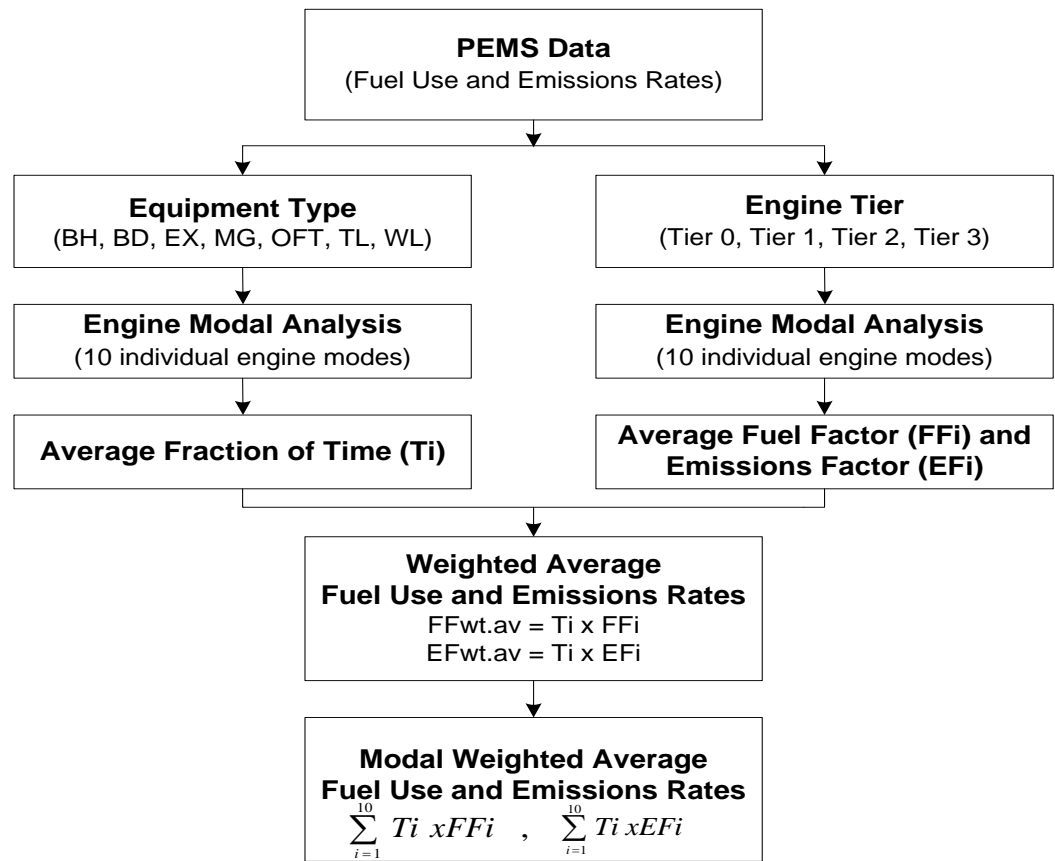 PEMS Data
(Fuel Use and Emissions Rates)
Equipment Type
(BH, BD, EX, MG, OFT, TL, WL)
Engine Tier
(Tier 0, Tier 1, Tier 2, Tier 3)
Engine Modal Analysis
(10 individual engine modes)
Engine Modal Analysis
(10 individual engine modes)
Average Fraction of Time (Ti)
Average Fuel Factor (FFi) and
Emissions Factor (EFi)
Weighted Average
Fuel Use and Emissions Rates
FFwt.av = Ti x FFi
EFwt.av = Ti x EFi
Modal Weighted Average
Fuel Use and Emissions Rates
∑_{i=1}^{10} Ti xFFi , ∑_{i=1}^{10} Ti xEFi